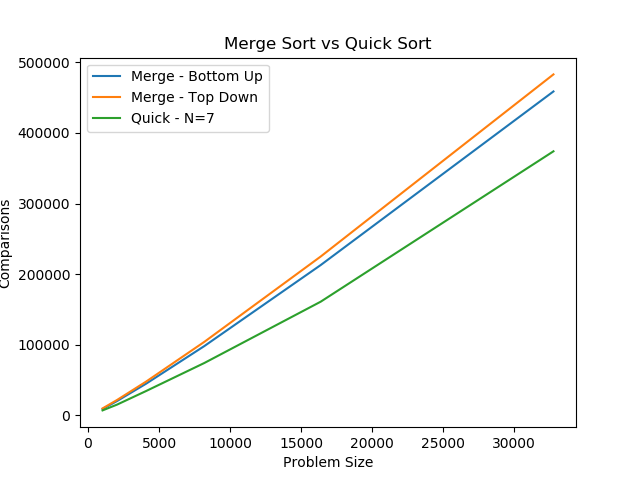 Merge Sort vs Quick Sort
Merge - Bottom Up
Merge - Top Down
Quick - N=7
500000
400000
300000
200000
100000
0
Comparisons
0 5000 10000 15000 20000 25000 30000
Problem Size